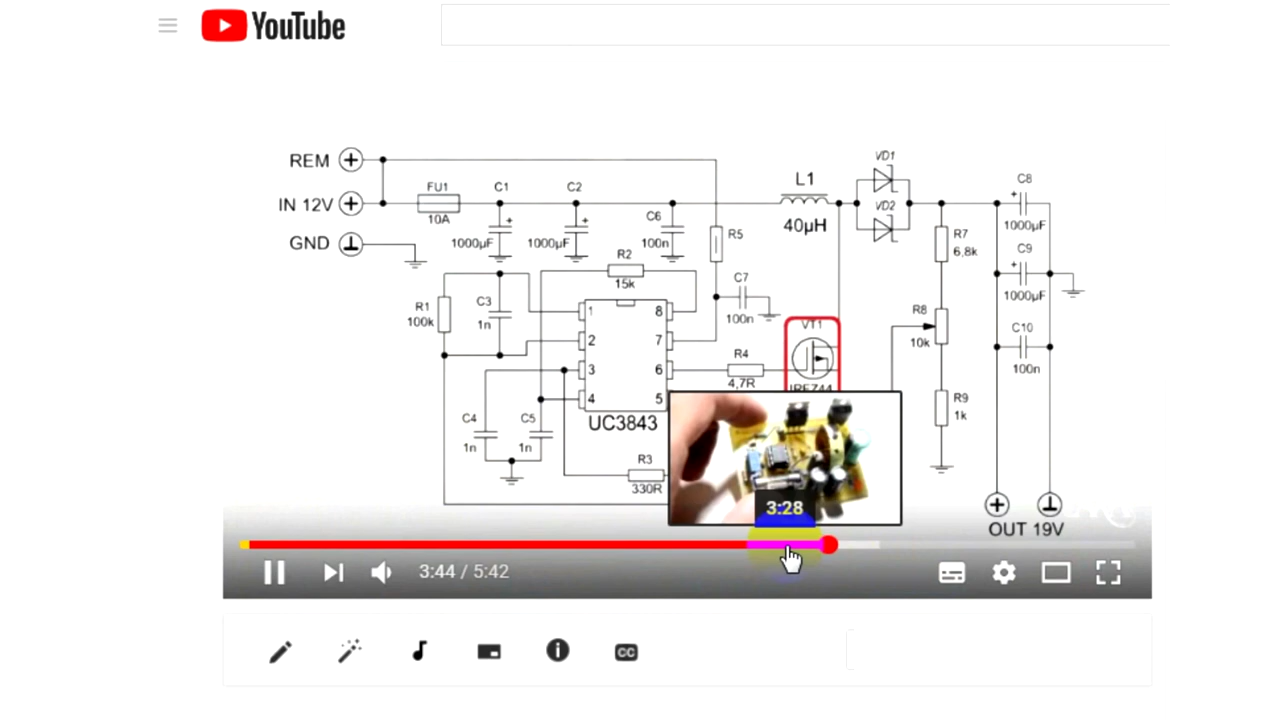 YouTube
REM
IN 12V
GND
FU1
10A
C1
1000µF
C2
1000µF
C6
100n
R5
L1
40µH
VD1
VD2
C8
1000µF
C9
1000µF
C10
100n
R7
6,8k
R8
10k
R9
1k
R2
15k
C7
100n
R1
100k
C3
1n
1
2
3
4
8
7
6
5
UC3843
R4
4,7R
VT1
IRFZ44
C4
1n
C5
1n
R3
330R
OUT 19V
3:28
3:44 / 5:42
CC